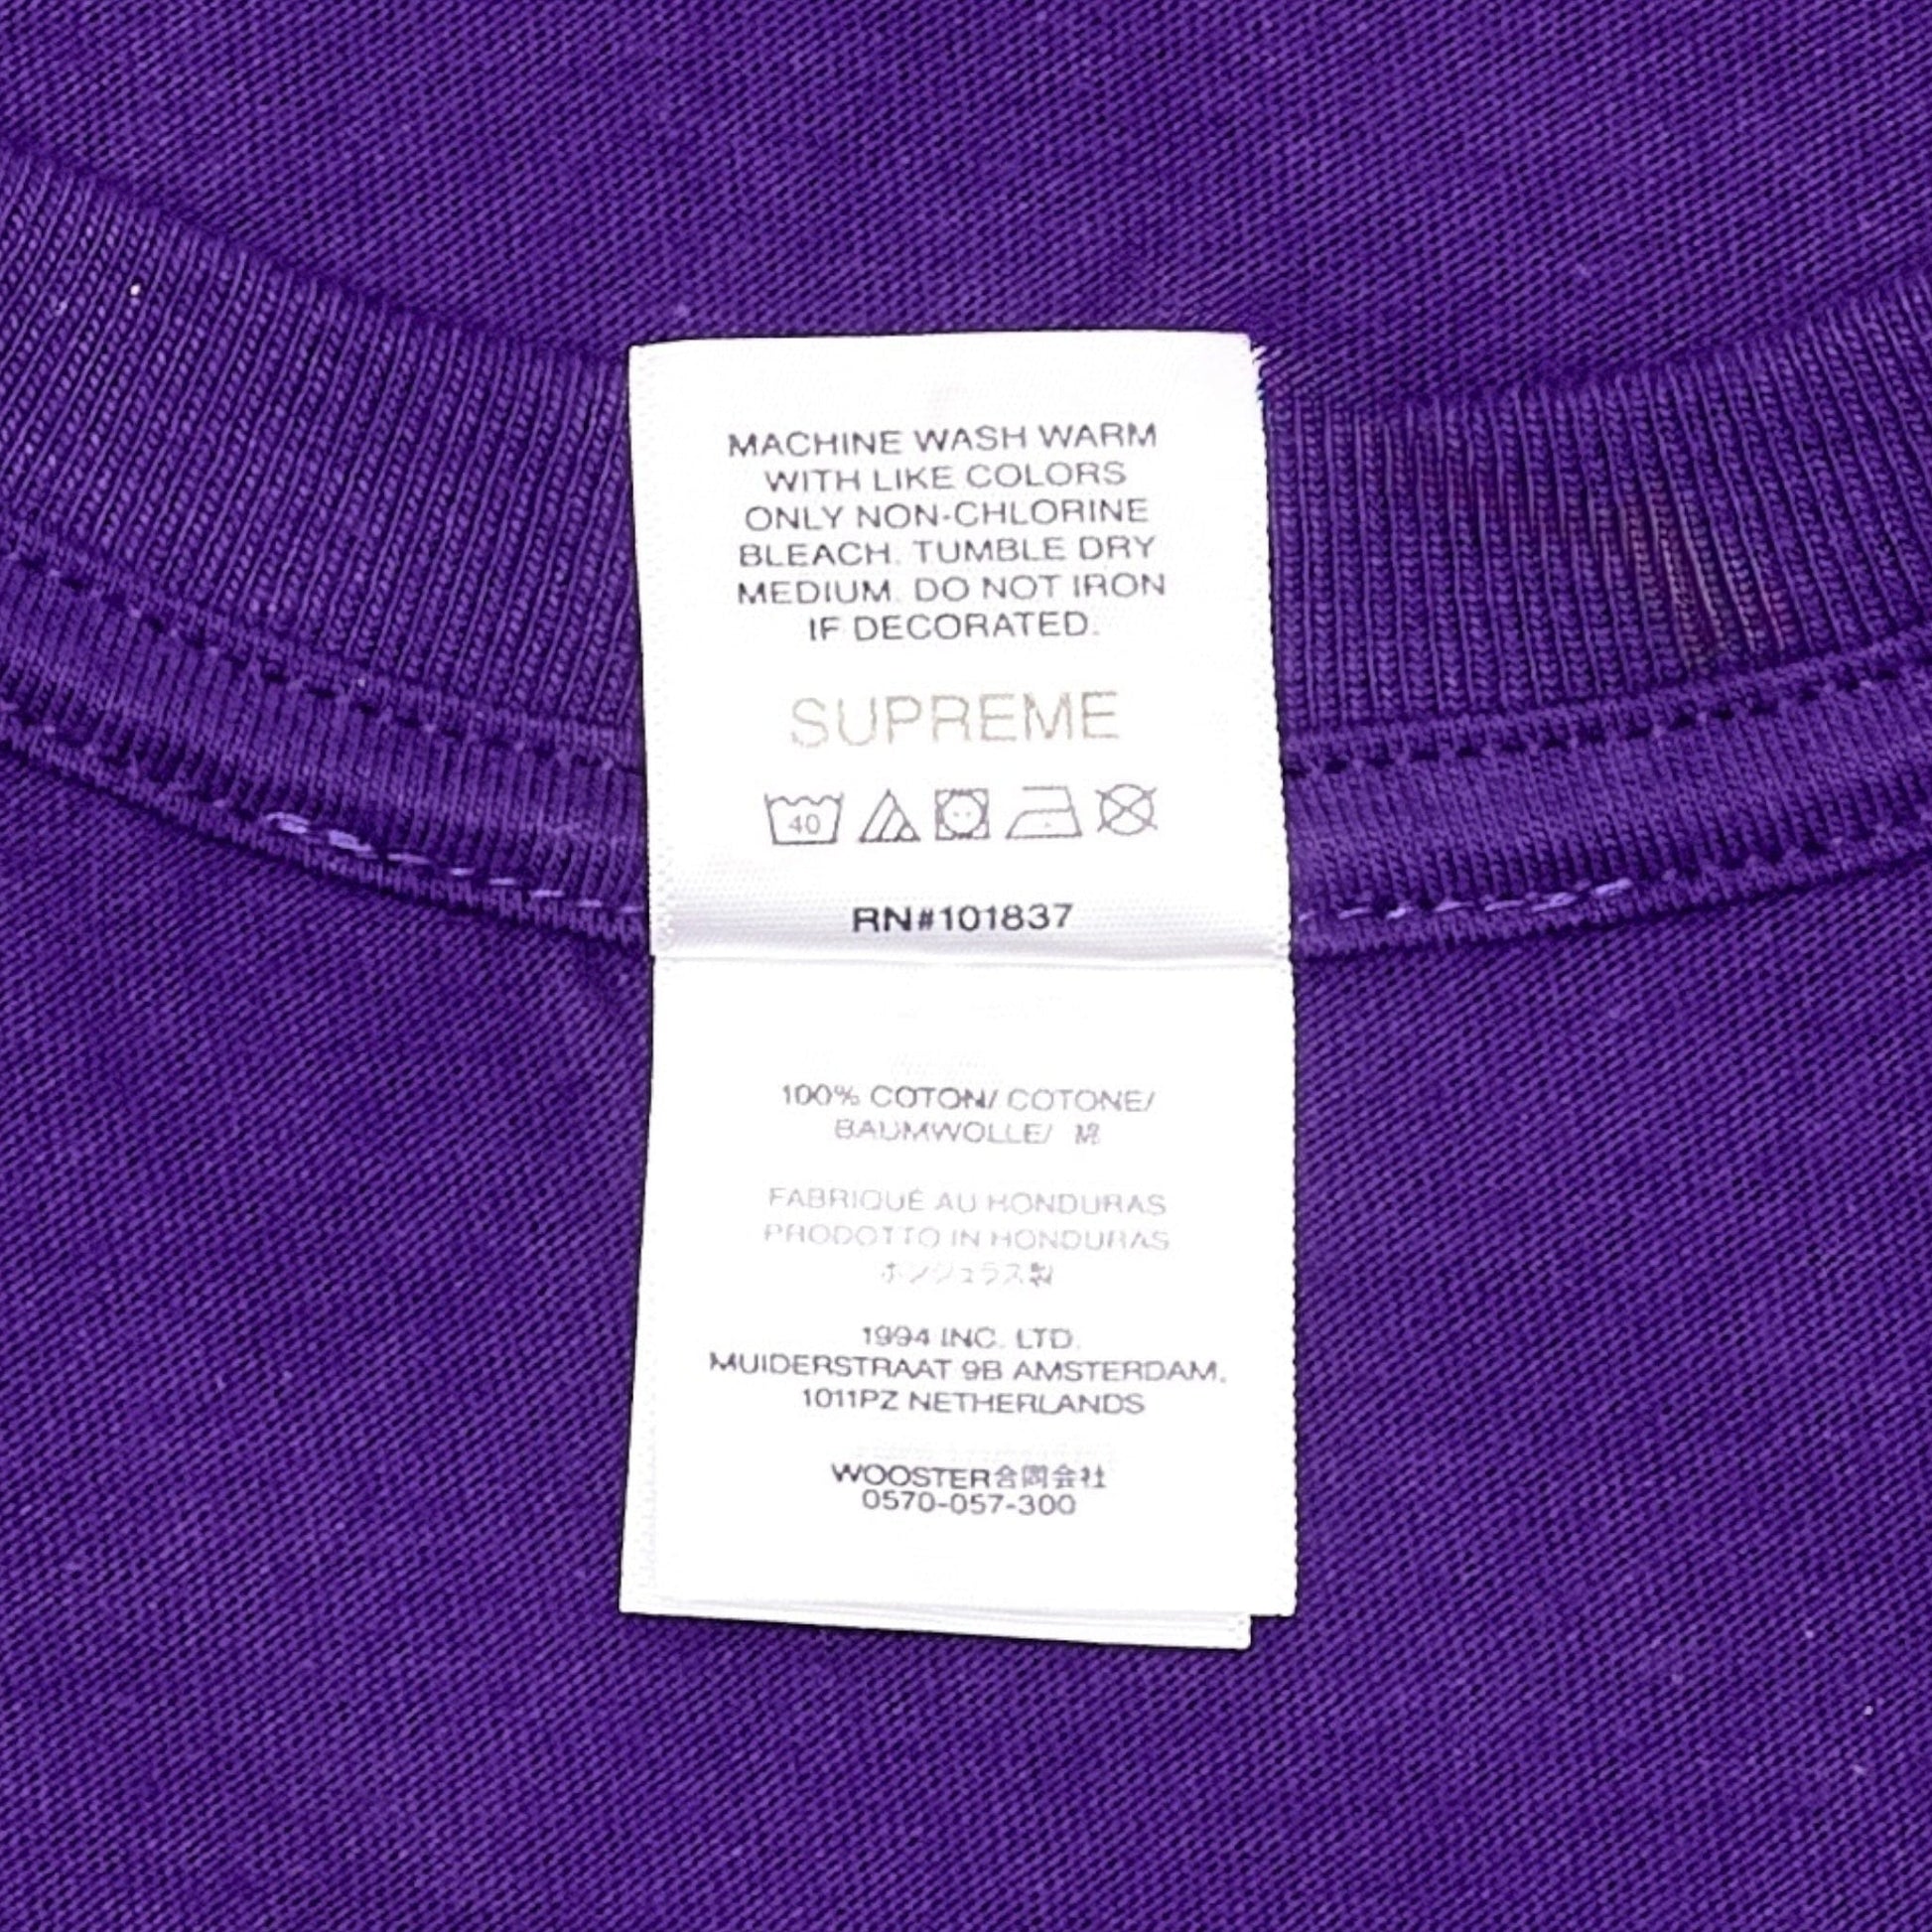 MACHINE WASH WARM
WITH LIKE COLORS
ONLY NON-CHLORINE
BLEACH. TUMBLE DRY
MEDIUM. DO NOT IRON
IF DECORATED.
SUPREME
40
RN#101837
100% COTON/ COTONE/
BAUMWOLLE/ 綿
FABRIQUÉ AU HONDURAS
PRODOTTO IN HONDURAS
ホンジュラス製
1994 INC. LTD.
MUIDERSTRAAT 9B AMSTERDAM,
1011PZ NETHERLANDS
WOOSTER合同会社
0570-057-300